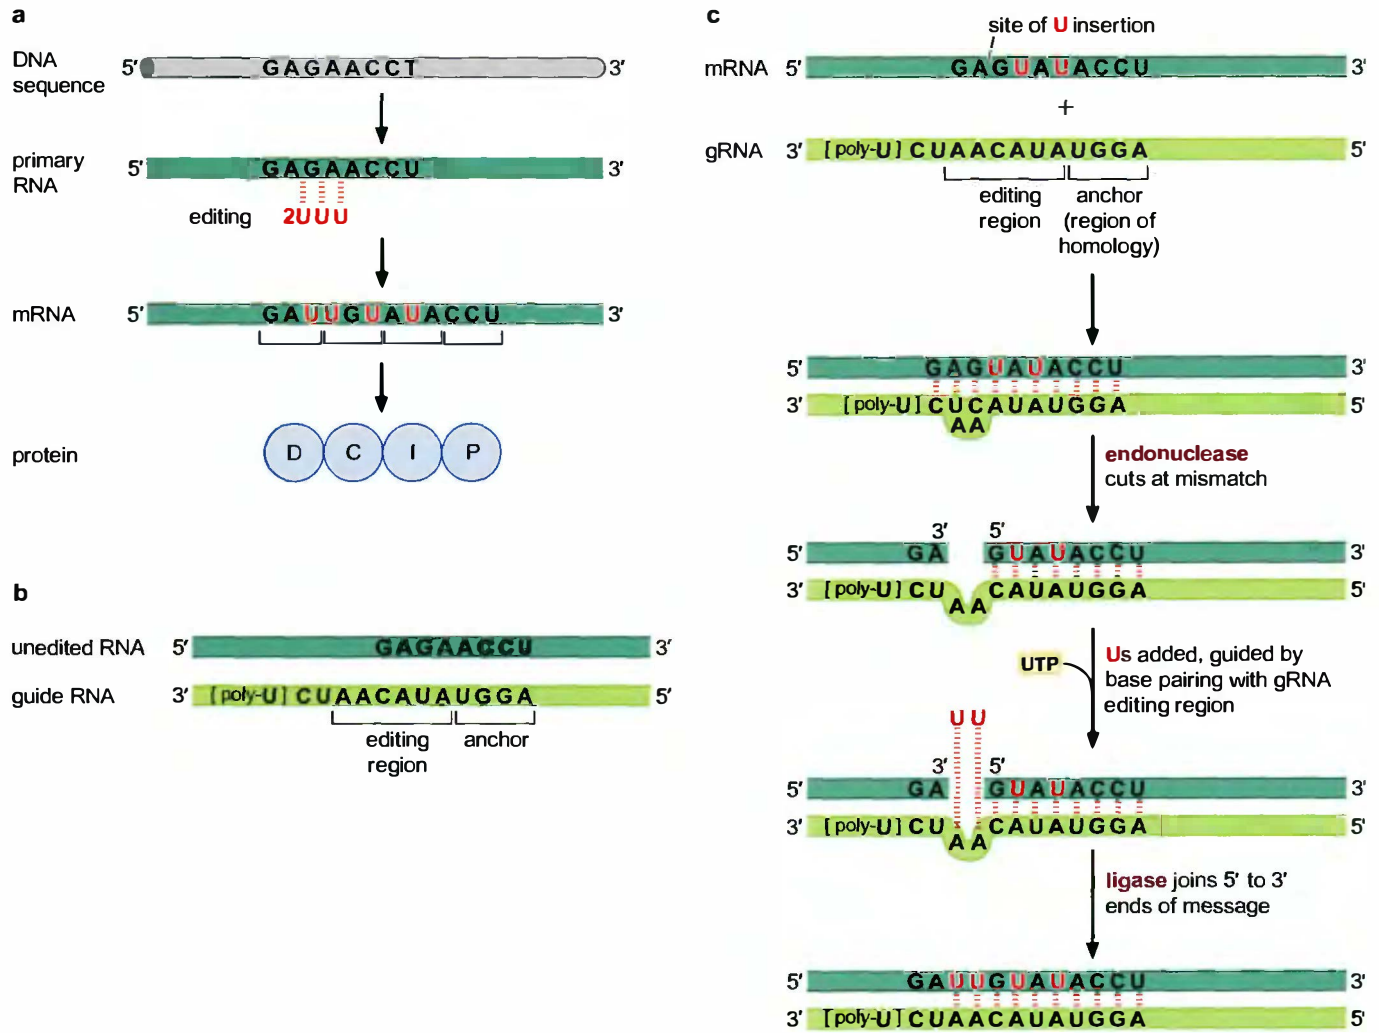 a
DNA
sequence
5′ GAGAACCT 3′
primary
RNA
5′ GAGAACCU 3′
editing 2UUU
mRNA 5′ GAUUGUAUACCU 3′
protein D C I P
b
unedited RNA 5′ GAGAACCU 3′
guide RNA 3′ [poly-U] CUAACAUAUGGA 5′
editing
region
anchor
c
site of U insertion
mRNA 5′ GAGUAUACCU 3′
+
gRNA 3′ [poly-U] CUAACAUAUGGA 5′
editing
region
anchor
(region of
homology)
5′ GAGUAUACCU 3′
3′ [poly-U] CUCAUAUGGA 5′
AA
endonuclease
cuts at mismatch
3′ 5′
5′ GA GUAUACCU 3′
3′ [poly-U] CU AA CAUAUGGA 5′
UTP
Us added, guided by
base pairing with gRNA
editing region
UU
3′ 5′
5′ GA GUAUACCU 3′
3′ [poly-U] CU AA CAUAUGGA 5′
ligase joins 5′ to 3′
ends of message
5′ GAUUGUAUACCU 3′
3′ [poly-U] CUAACAUAUGGA 5′